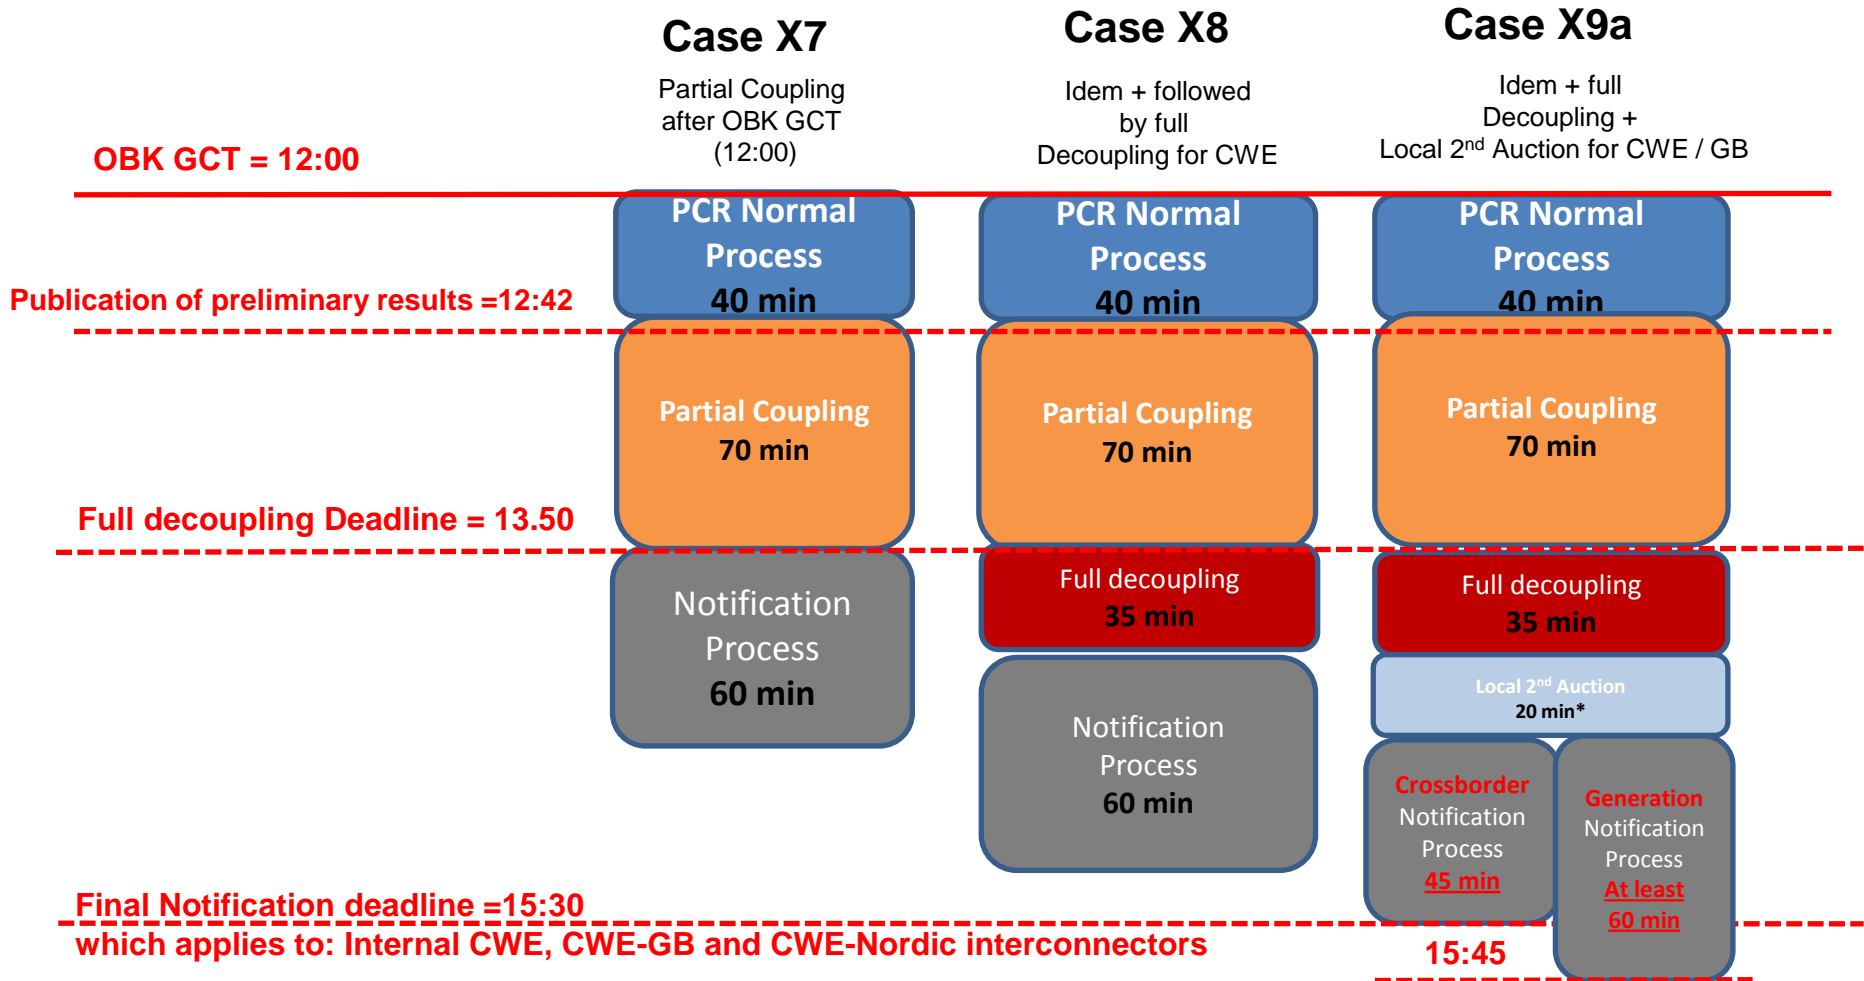 Case X7
Partial Coupling
after OBK GCT
(12:00)
Case X8
Idem + followed
by full
Decoupling for CWE
Case X9a
Idem + full
Decoupling +
Local 2nd Auction for CWE / GB
OBK GCT = 12:00
PCR Normal
Process
40 min
PCR Normal
Process
40 min
PCR Normal
Process
40 min
Publication of preliminary results =12:42
Partial Coupling
70 min
Partial Coupling
70 min
Partial Coupling
70 min
Full decoupling Deadline = 13.50
Notification
Process
60 min
Full decoupling
35 min
Notification
Process
60 min
Full decoupling
35 min
Local 2nd Auction
20 min*
Crossborder
Notification
Process
45 min
Generation
Notification
Process
At least
60 min
Final Notification deadline =15:30
which applies to: Internal CWE, CWE-GB and CWE-Nordic interconnectors
15:45